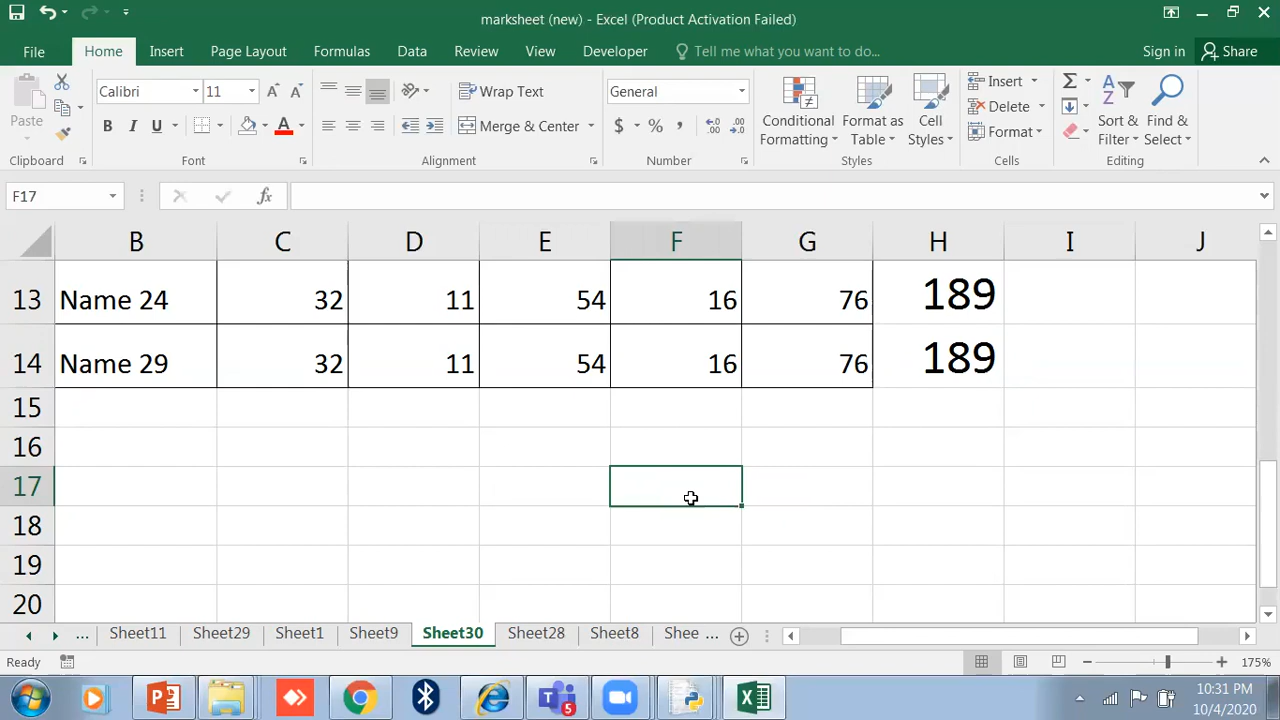 marksheet (new) - Excel (Product Activation Failed)
File Home Insert Page Layout Formulas Data Review View Developer Tell me what you want to do... Sign in Share
Paste
Calibri 11
B I U A
Wrap Text
Merge & Center
General
$ % ,
Conditional Formatting
Format as Table
Cell Styles
Insert
Delete
Format
Sort & Filter
Find & Select
Clipboard Font Alignment Number Styles Cells Editing
F17 fx
B C D E F G H I J
13 Name 24 32 11 54 16 76 189
14 Name 29 32 11 54 16 76 189
15
16
17
18
19
20
... Sheet11 Sheet29 Sheet1 Sheet9 Sheet30 Sheet28 Sheet8 Shee ...
Ready 175%
5
10:31 PM
10/4/2020